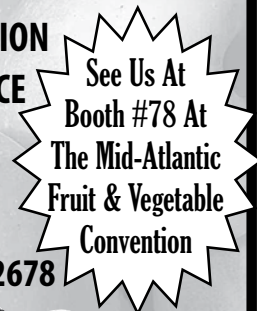 ION
CE
See Us At
Booth #78 At
The Mid-Atlantic
Fruit & Vegetable
Convention
2678